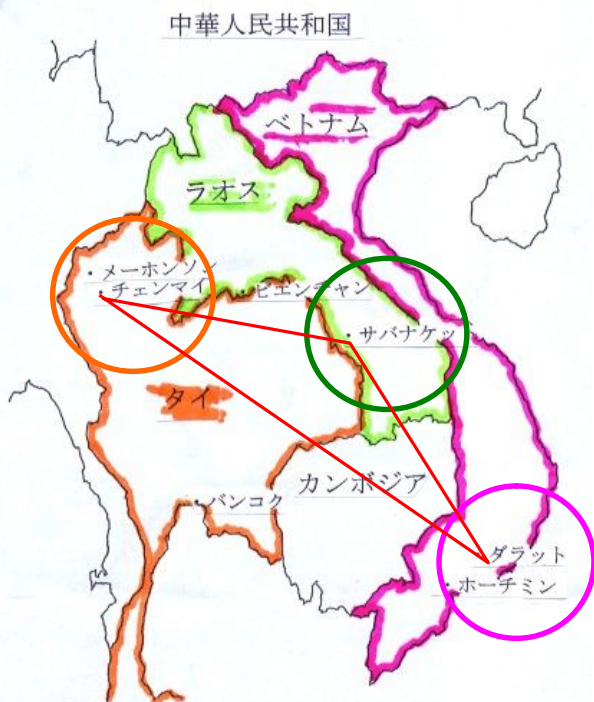 中華人民共和国
ベトナム
ラオス
・メーホンソン
・チェンマイ
・ビエンチャン
・サバナケッ
タイ
カンボジア
・バンコク
ダラット
・ホーチミン